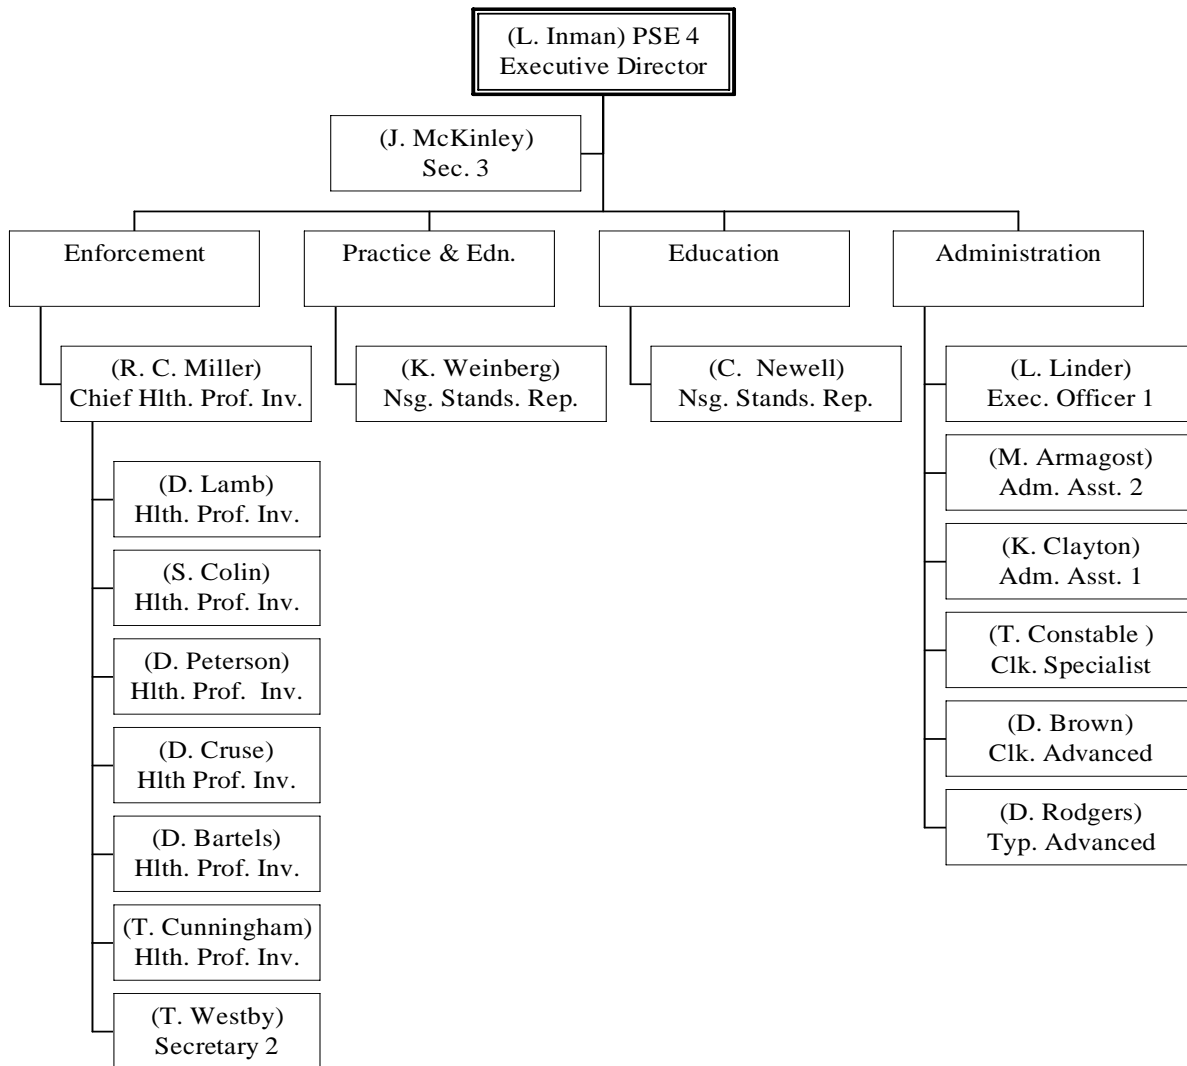 (L. Inman) PSE 4
Executive Director
(J. McKinley)
Sec. 3
Enforcement
Practice & Edn.
Education
Administration
(R. C. Miller)
Chief Hlth. Prof. Inv.
(K. Weinberg)
Nsg. Stands. Rep.
(C.  Newell)
Nsg. Stands. Rep.
(L. Linder)
Exec. Officer 1
(D. Lamb)
Hlth. Prof. Inv.
(S. Colin)
Hlth. Prof. Inv.
(D. Peterson)
Hlth. Prof.  Inv.
(D. Cruse)
Hlth Prof. Inv.
(D. Bartels)
Hlth. Prof. Inv.
(T. Cunningham)
Hlth. Prof. Inv.
(T. Westby)
Secretary 2
(M. Armagost)
Adm. Asst. 2
(K. Clayton)
Adm. Asst. 1
(T. Constable )
Clk. Specialist
(D. Brown)
Clk. Advanced
(D. Rodgers)
Typ. Advanced